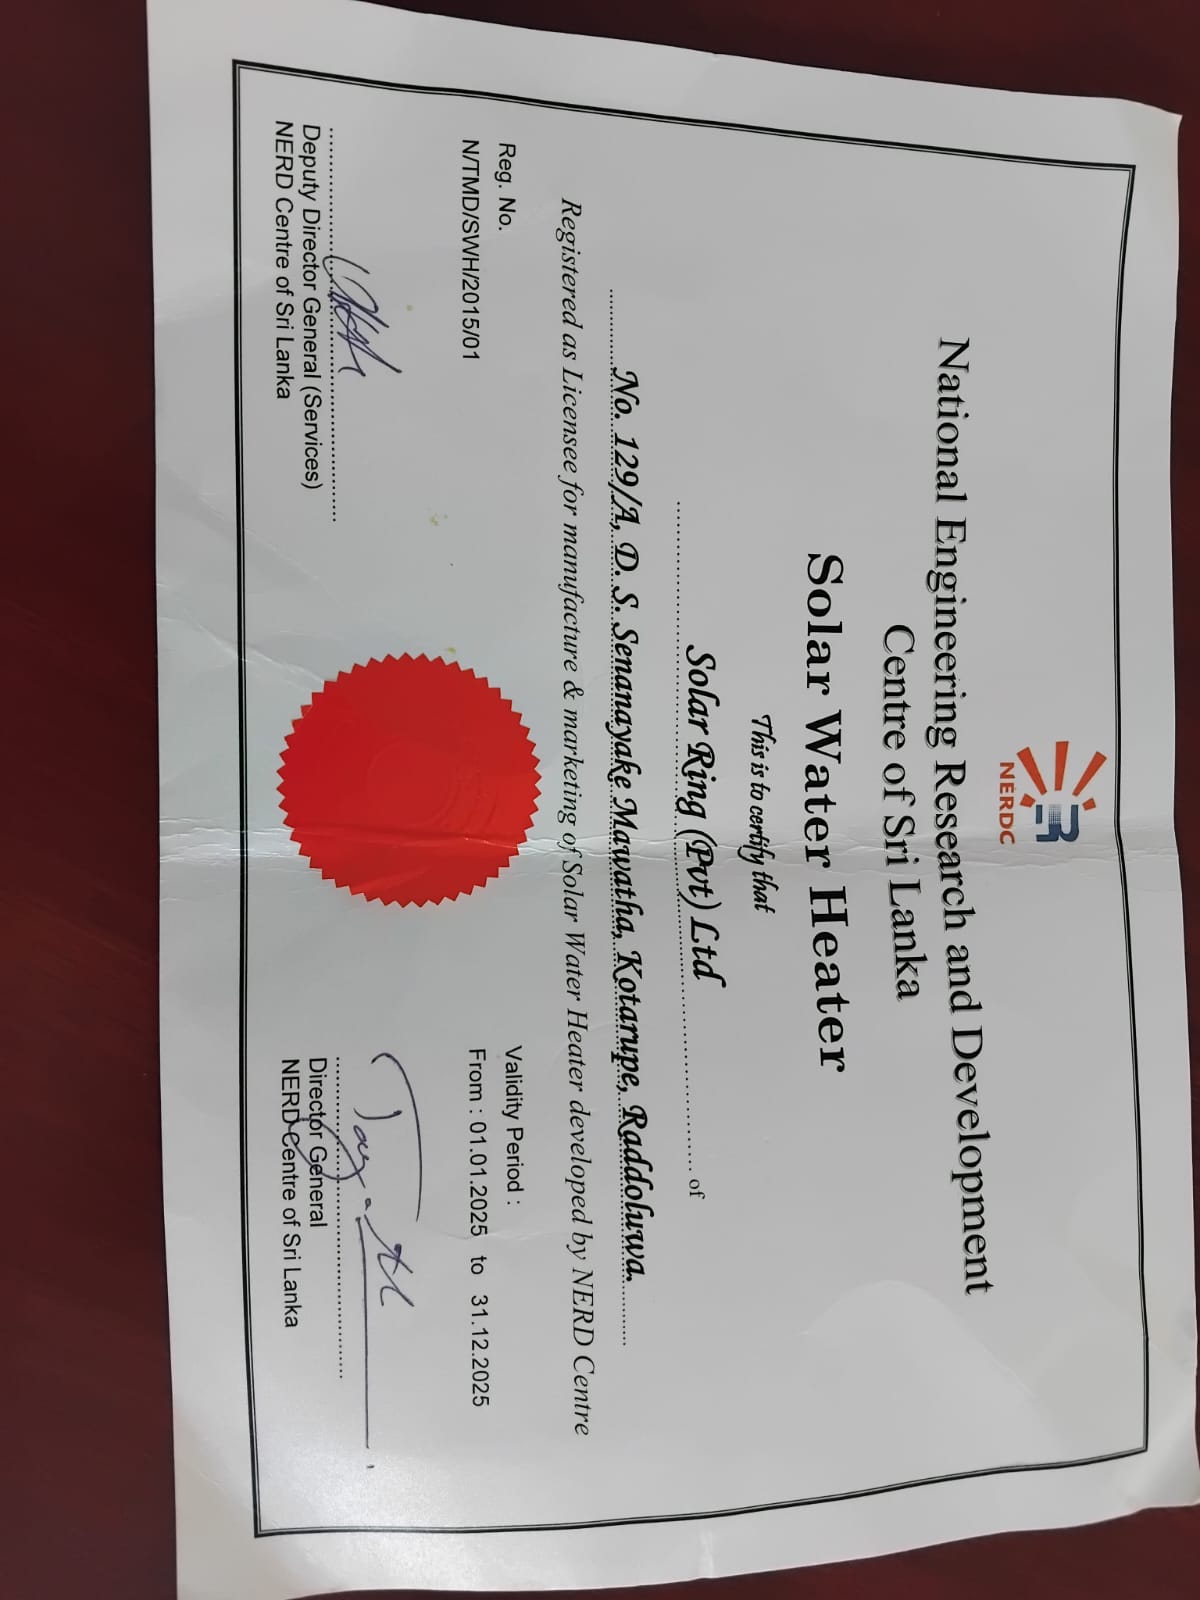 NERDC
National Engineering Research and Development
Centre of Sri Lanka
Solar Water Heater
This is to certify that
Solar Ring (Pvt) Ltd of
No. 129/A, D. S. Senanayake Mawatha, Kotarupe, Raddoluwa.
Registered as Licensee for manufacture & marketing of Solar Water Heater developed by NERD Centre
Reg. No.
N/TMD/SWH/2015/01
Validity Period :
From : 01.01.2025 to 31.12.2025
Deputy Director General (Services)
NERD Centre of Sri Lanka
Director General
NERD Centre of Sri Lanka